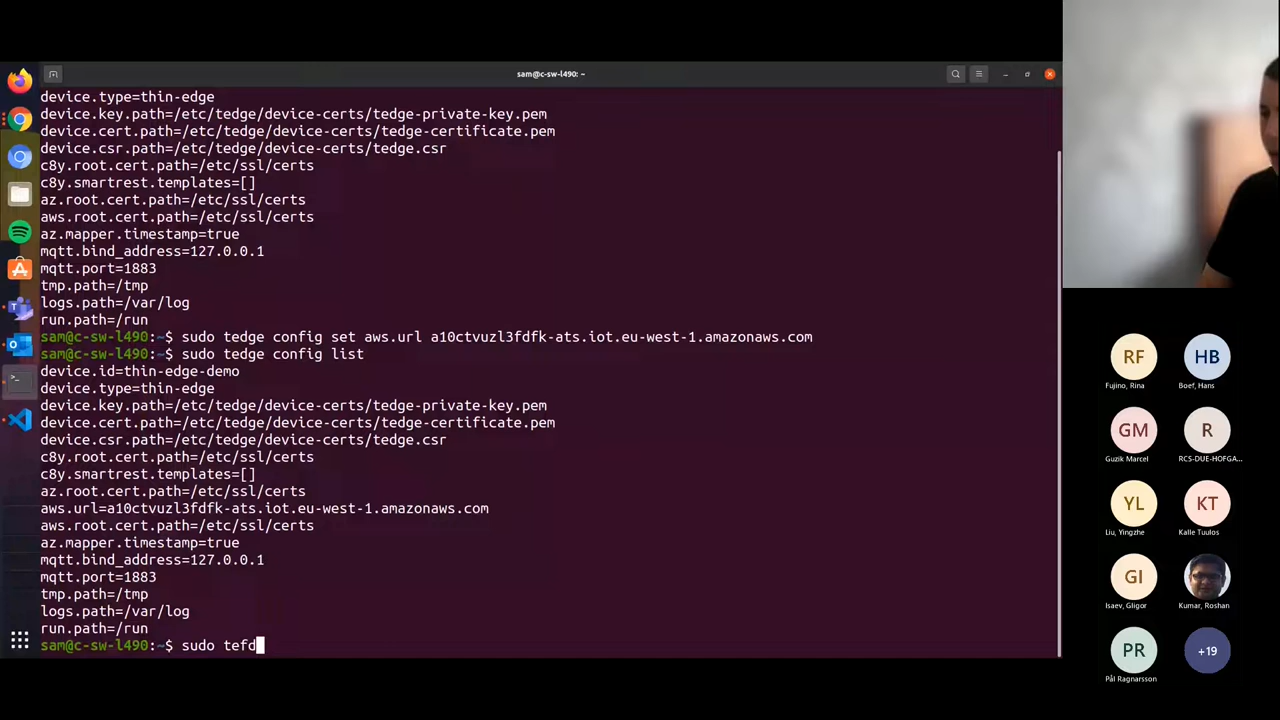 sam@c-sw-l490: ~
device.type=thin-edge
device.key.path=/etc/tedge/device-certs/tedge-private-key.pem
device.cert.path=/etc/tedge/device-certs/tedge-certificate.pem
device.csr.path=/etc/tedge/device-certs/tedge.csr
c8y.root.cert.path=/etc/ssl/certs
c8y.smartrest.templates=[]
az.root.cert.path=/etc/ssl/certs
aws.root.cert.path=/etc/ssl/certs
az.mapper.timestamp=true
mqtt.bind_address=127.0.0.1
mqtt.port=1883
tmp.path=/tmp
logs.path=/var/log
run.path=/run
sam@c-sw-l490:~$ sudo tedge config set aws.url a10ctvuzl3fdfk-ats.iot.eu-west-1.amazonaws.com
sam@c-sw-l490:~$ sudo tedge config list
device.id=thin-edge-demo
device.type=thin-edge
device.key.path=/etc/tedge/device-certs/tedge-private-key.pem
device.cert.path=/etc/tedge/device-certs/tedge-certificate.pem
device.csr.path=/etc/tedge/device-certs/tedge.csr
c8y.root.cert.path=/etc/ssl/certs
c8y.smartrest.templates=[]
az.root.cert.path=/etc/ssl/certs
aws.url=a10ctvuzl3fdfk-ats.iot.eu-west-1.amazonaws.com
aws.root.cert.path=/etc/ssl/certs
az.mapper.timestamp=true
mqtt.bind_address=127.0.0.1
mqtt.port=1883
tmp.path=/tmp
logs.path=/var/log
run.path=/run
sam@c-sw-l490:~$ sudo tefd
RF HB
Fujino, Rina Boef, Hans
GM R
Guzik Marcel RCS-DUE-HOFGA...
YL KT
Liu, Yingzhe Kalle Tuulos
GI
Isaev, Gligor Kumar, Roshan
PR +19
Pål Ragnarsson